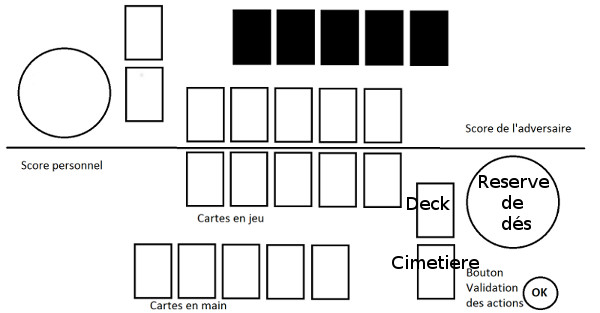 Score de l'adversaire
Score personnel
Reserve
de
dés
Deck
Cartes en jeu
Cimetiere
Bouton
Validation
des actions
OK
Cartes en main